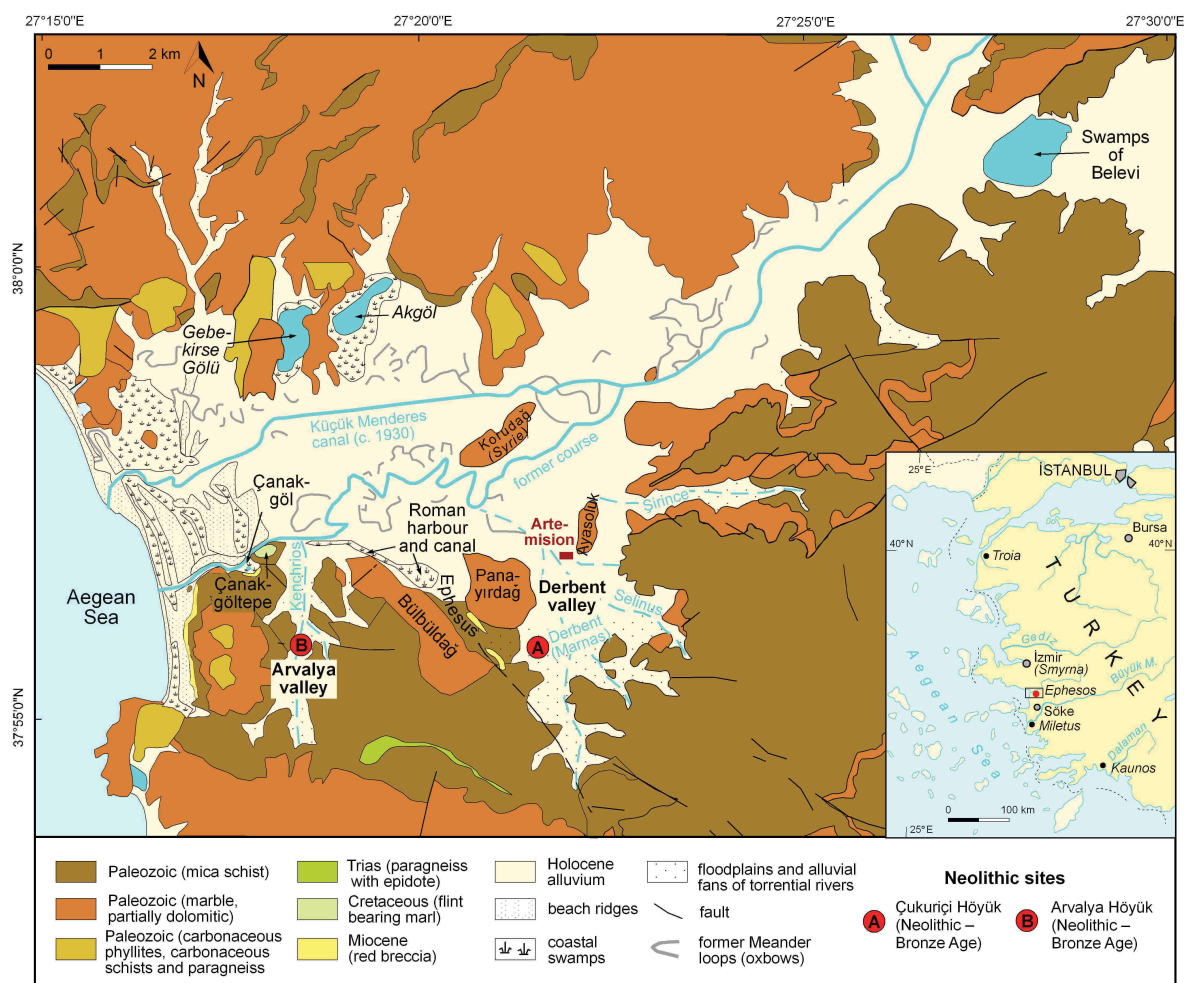 27°15'0"E
27°20'0"E
27°25'0"E
27°30'0"E
0 1 2 km
N
38°0'0"N
37°55'0"N
Swamps
of
Belevi
Akgöl
Gebe-
kirse
Gölü
Küçük Menderes
canal (c. 1930)
Korudağ
(Syrie)
former course
Çanak-
göl
Roman
harbour
and canal
Arte-
mision
Ayasoluk
Şirince
Aegean
Sea
Çanak-
göltepe
Kenchrios
Ephesus
Pana-
yırdağ
Derbent
valley
Selinus
Bülbüldağ
Derbent
(Marnas)
A
B
Arvalya
valley
25°E
İSTANBUL
Bursa
40°N
40°N
Troia
TURKEY
Gediz
İzmir
(Smyrna)
Büyük M.
Ephesos
Söke
Miletus
Aegean Sea
Dalaman
Kaunos
0 100 km
25°E
Paleozoic (mica schist)
Paleozoic (marble,
partially dolomitic)
Paleozoic (carbonaceous
phyllites, carbonaceous
schists and paragneiss
Trias (paragneiss
with epidote)
Cretaceous (flint
bearing marl)
Miocene
(red breccia)
Holocene
alluvium
beach ridges
coastal
swamps
floodplains and alluvial
fans of torrential rivers
fault
former Meander
loops (oxbows)
Neolithic sites
A
Çukuriçi Höyük
(Neolithic –
Bronze Age)
B
Arvalya Höyük
(Neolithic –
Bronze Age)